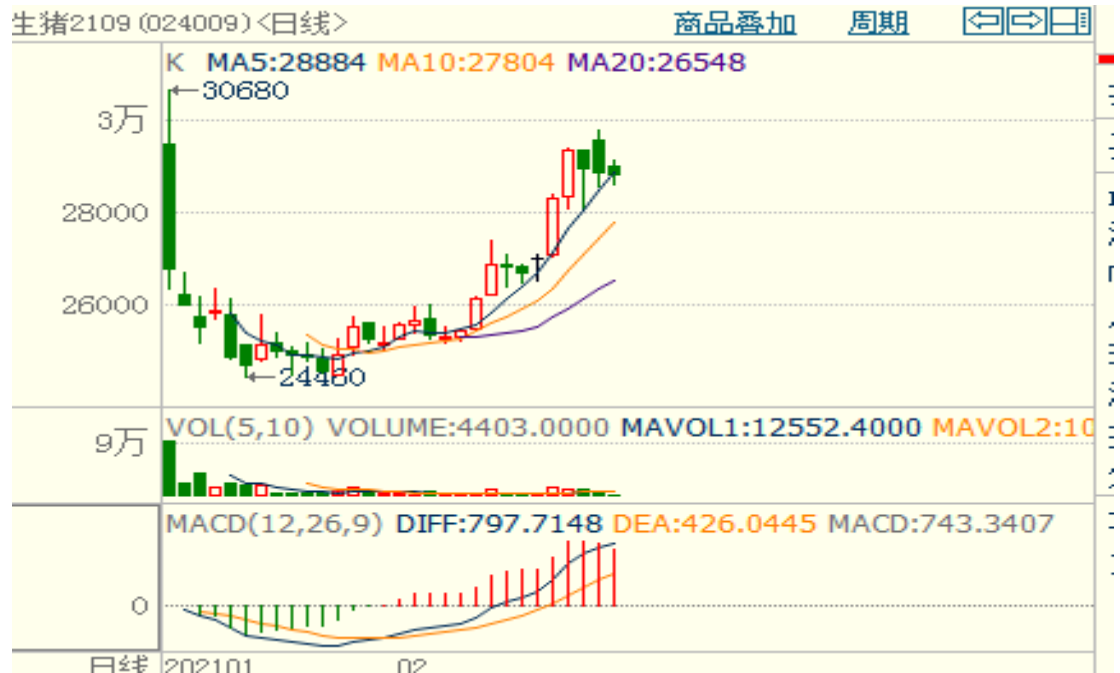 生猪2109(024009)<日线> 商品叠加 周期
K MA5:28884 MA10:27804 MA20:26548
30680
3万
28000
26000
24460
VOL(5,10) VOLUME:4403.0000 MAVOL1:12552.4000 MAVOL2:10
9万
MACD(12,26,9) DIFF:797.7148 DEA:426.0445 MACD:743.3407
0
日线 202101 02